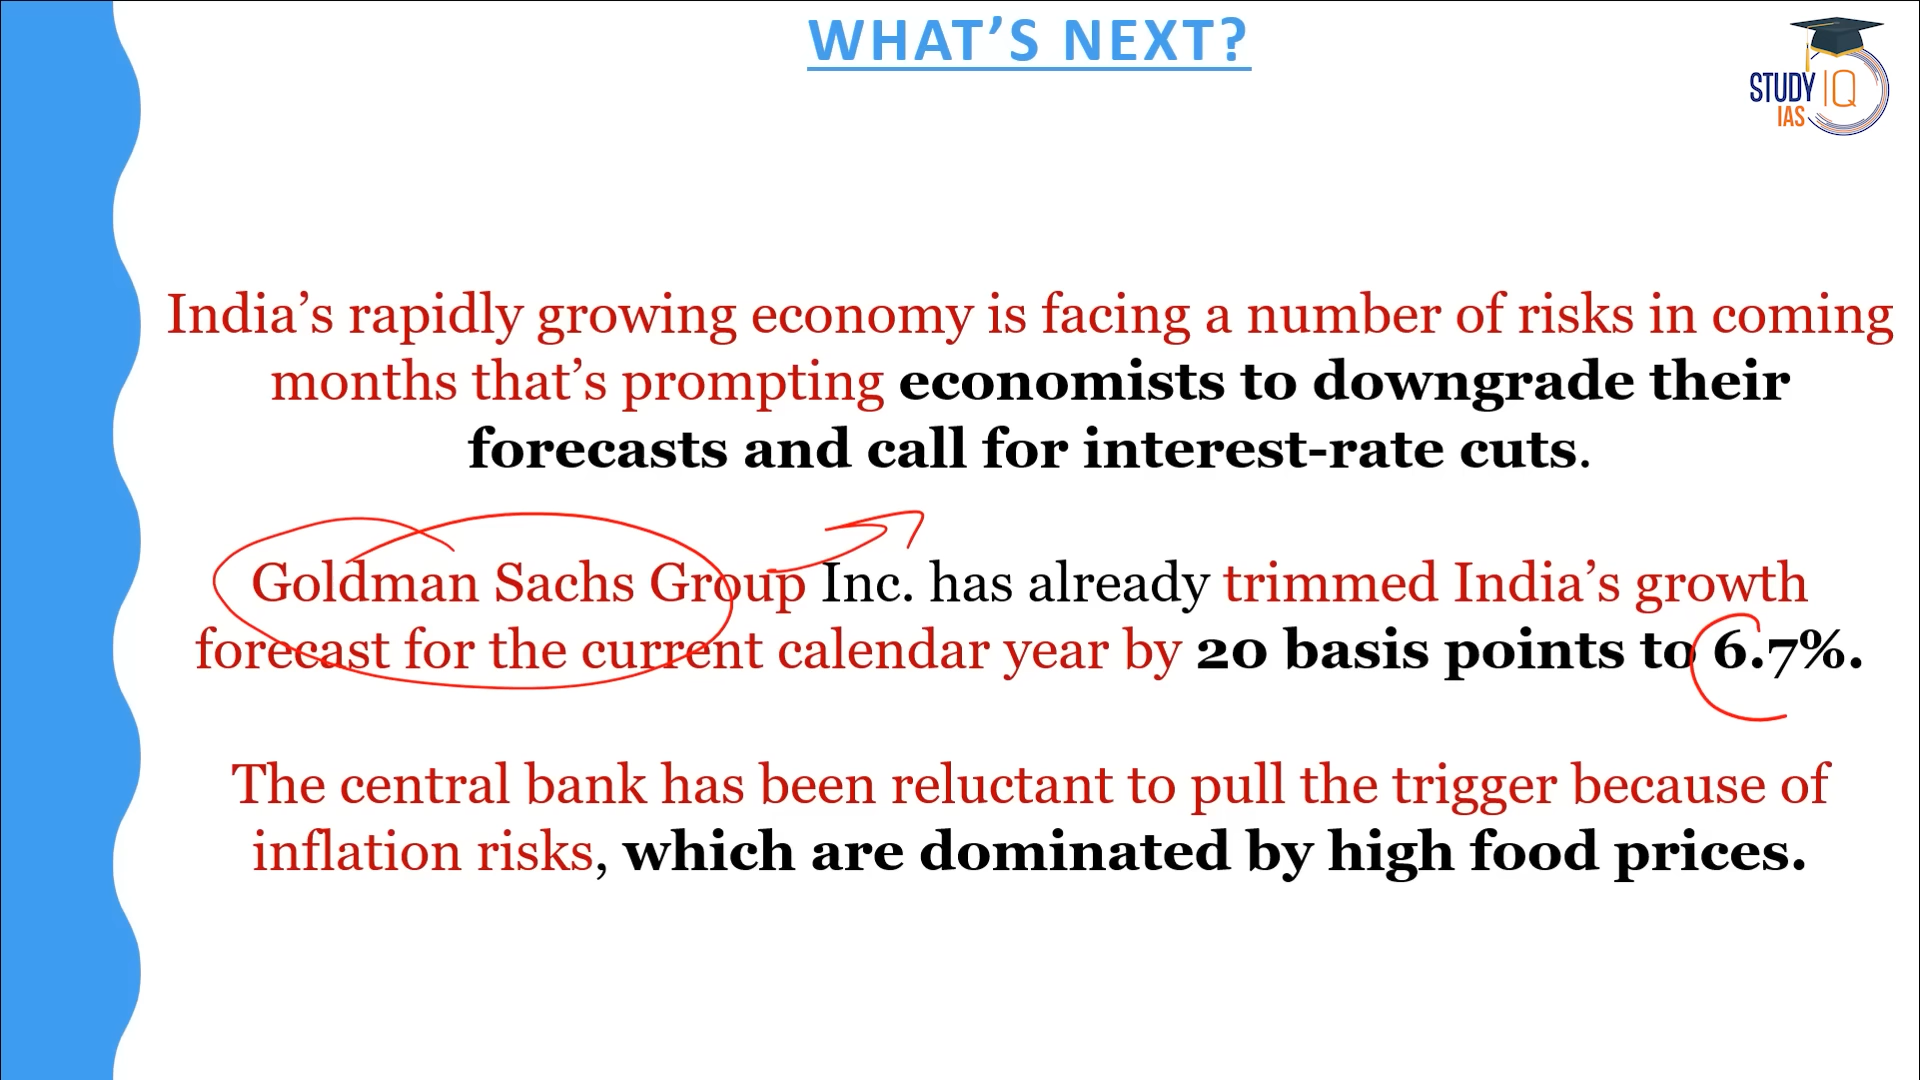 WHAT’S NEXT?
STUDY IQ
IAS
India’s rapidly growing economy is facing a number of risks in coming
months that’s prompting economists to downgrade their
forecasts and call for interest-rate cuts.
Goldman Sachs Group Inc. has already trimmed India’s growth
forecast for the current calendar year by 20 basis points to 6.7%.
The central bank has been reluctant to pull the trigger because of
inflation risks, which are dominated by high food prices.